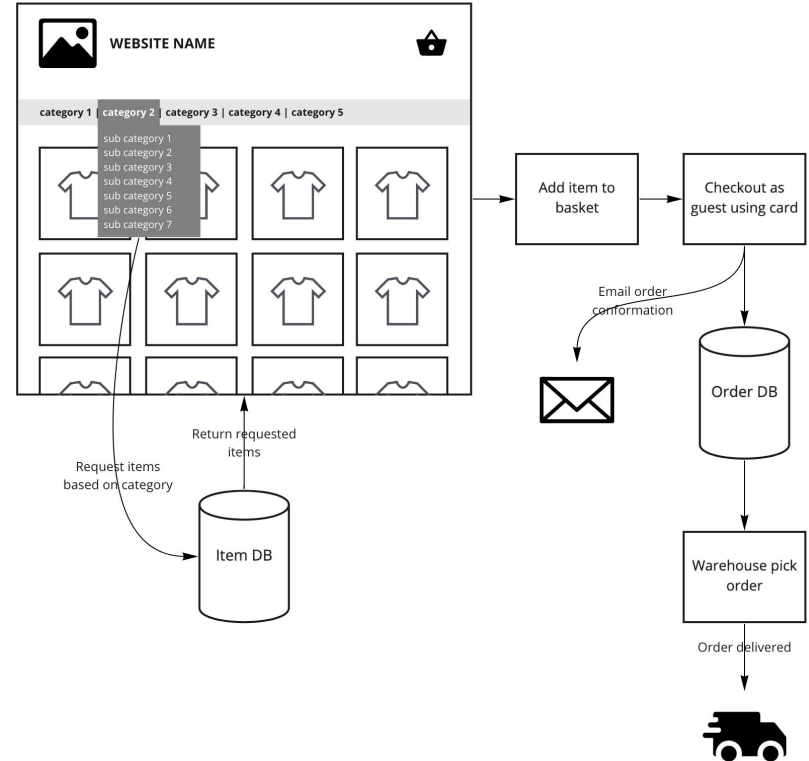 WEBSITE NAME
category 1 | category 2 | category 3 | category 4 | category 5
sub category 1
sub category 2
sub category 3
sub category 4
sub category 5
sub category 6
sub category 7
Add item to
basket
Checkout as
guest using card
Email order
conformation
Order DB
Return requested
items
Request items
based on category
Item DB
Warehouse pick
order
Order delivered